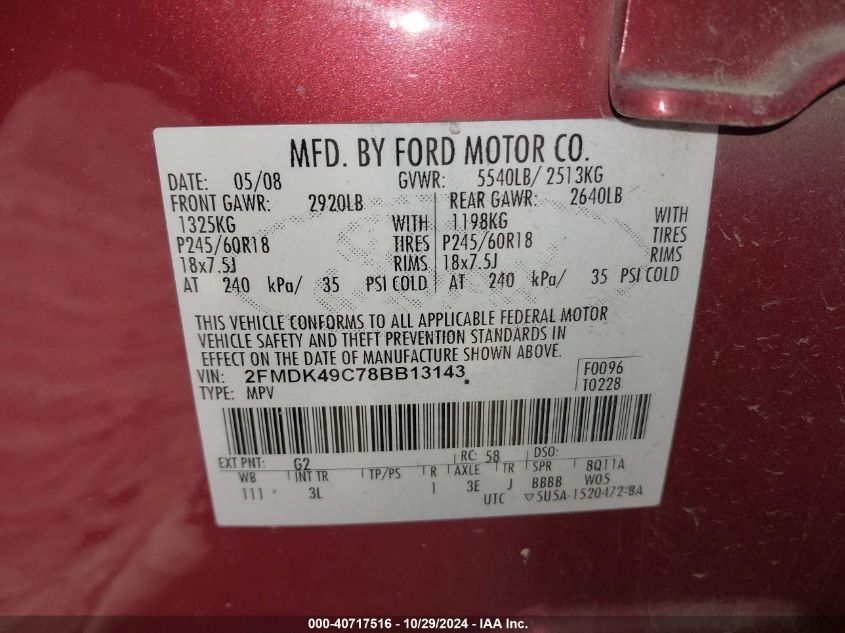 MFD. BY FORD MOTOR CO.
DATE: 05/08 GVWR: 5540LB/ 2513KG
FRONT GAWR: 2920LB REAR GAWR: 2640LB
1325KG WITH 1198KG WITH
P245/60R18 TIRES P245/60R18 TIRES
18x7.5J RIMS 18x7.5J RIMS
AT 240 kPa/ 35 PSI COLD AT 240 kPa/ 35 PSI COLD
THIS VEHICLE CONFORMS TO ALL APPLICABLE FEDERAL MOTOR
VEHICLE SAFETY AND THEFT PREVENTION STANDARDS IN
EFFECT ON THE DATE OF MANUFACTURE SHOWN ABOVE.
VIN: 2FMDK49C78BB13143 F0096
TYPE: MPV T0228
EXT PNT: G2 RC: 58 DSO:
WB INT TR TP/PS R AXLE TR SPR 8Q11A
111 3L 1 3E J BBBB W05
UTC ▽5U5A-1520472-BA
000-40717516 - 10/29/2024 - IAA Inc.